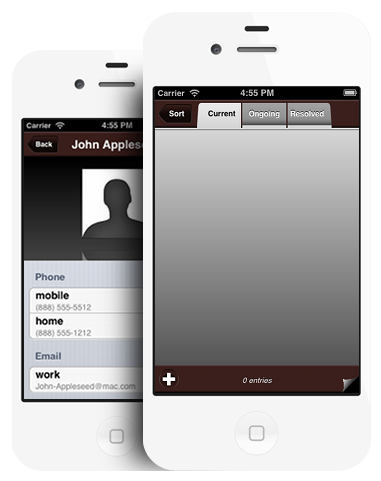 Carrier 4:55 PM
Back John Applese
Phone
mobile
(888) 555-5512
home
(888) 555-1212
Email
work
John-Appleseed@mac.com
Carrier 4:55 PM
Sort Current Ongoing Resolved
0 entries